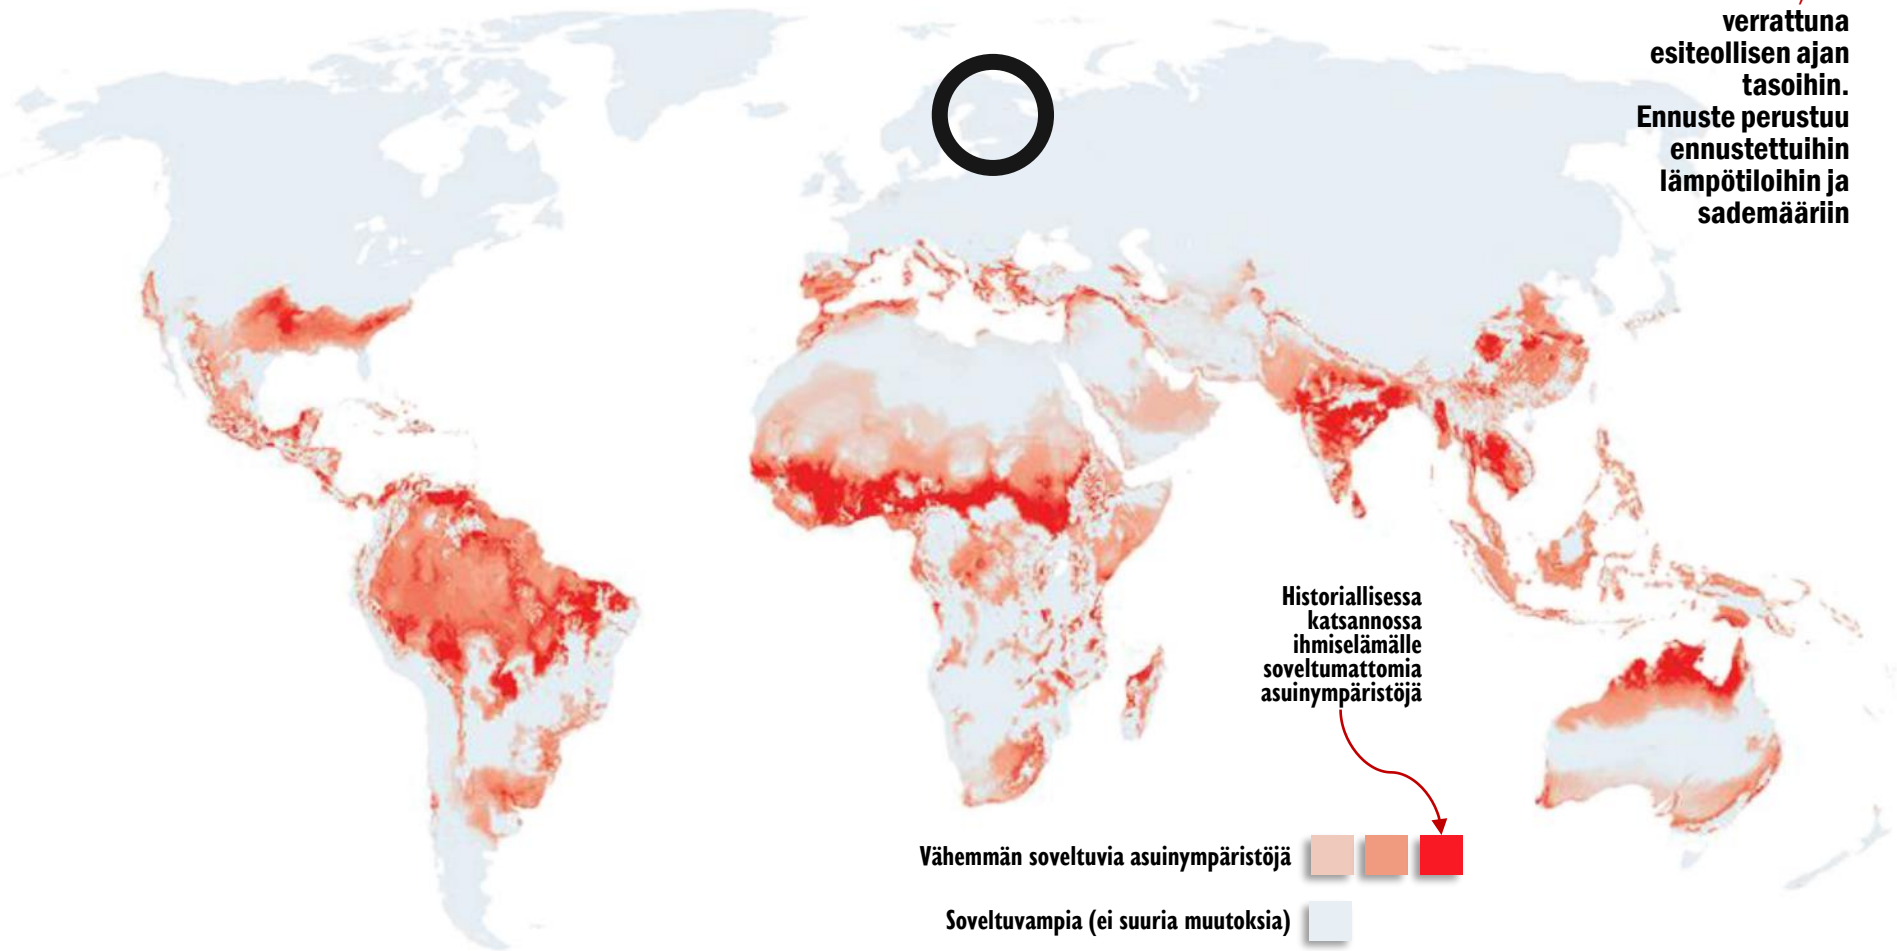 verrattuna
esiteollisen ajan
tasoihin.
Ennuste perustuu
ennustettuihin
lämpötiloihin ja
sademääriin
Historiallisessa
katsannossa
ihmiselämälle
soveltumattomia
asuinympäristöjä
Vähemmän soveltuvia asuinympäristöjä
Soveltuvampia (ei suuria muutoksia)